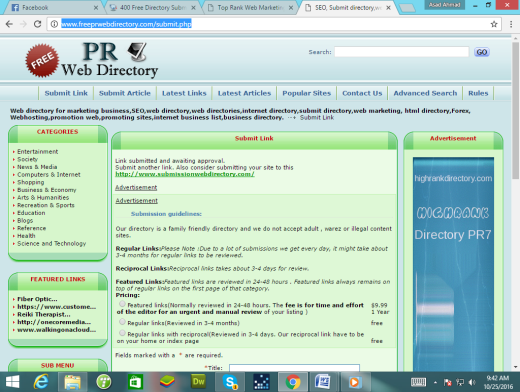 Facebook
400 Free Directory Subm
Top Rank Web Marketin
SEO, Submit directory,we
Asad Ahmad
www.freeprwebdirectory.com/submit.php
FREE
PR
Web Directory
Search:
GO
Submit Link Submit Article Latest Links Latest Articles Popular Sites Contact Us Advanced Search Rules
Web directory for marketing business,SEO,web directory,web directories,internet directory,submit directory,web marketing, html directory,Forex,
Webhosting,promotion web,promoting sites,internet business list,business directory. ---> Submit Link
CATEGORIES
Entertainment
Society
News & Media
Computers & Internet
Shopping
Business & Economy
Arts & Humanities
Recreation & Sports
Education
Blogs
Reference
Health
Science and Technology
FEATURED LINKS
Fiber Optic...
https://www.custome...
Reiki Therapist...
http://onecoremedia...
www.walkingonacloud...
SUB MENU
Submit Link
Link submitted and awaiting approval.
Submit another link. Also consider submitting your site to this
http://www.submissionwebdirectory.com/
Advertisement
Advertisement
Submission guidelines:
Our directory is a family friendly directory and we do not accept adult , warez or illegal content
sites.
Regular Links:Please Note :Due to a lot of submissions we get every day, it might take about
3-4 months for regular links to be reviewed.
Reciprocal Links:Reciprocal links takes about 3-4 days for review.
Featured Links:Featured links are reviewed in 24-48 hours . Featured links always remains on
top of regular links on the first page of that category.
Pricing:
Featured links(Normally reviewed in 24-48 hours. The fee is for time and effort $9.99
of the editor for an urgent and manual review of your listing ) 1 Year
Regular links(Reviewed in 3-4 months) free
Regular links with reciprocal(Reviewed in 3-4 days. Our reciprocal link have to be free
on your home or index page
Fields marked with a * are required.
*Title:
Advertisement
highrankdirectory.com
HIGHRANK
Directory PR7
9:42 AM
10/25/2016